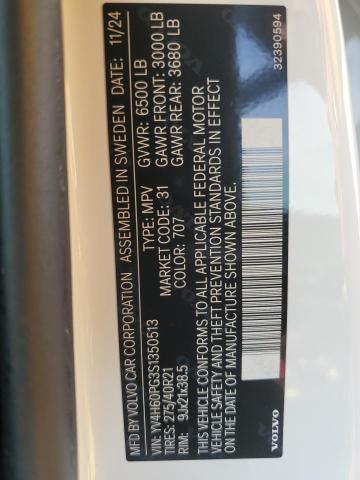 MFD BY VOLVO CAR CORPORATION ASSEMBLED IN SWEDEN DATE: 11/24
VIN: YV4H60PG3S1350513 TYPE: MPV GVWR: 6500 LB
TIRES: 275/40R21 MARKET CODE: 31 GAWR FRONT: 3000 LB
RIM: 9Jx21x38.5 COLOR: 707 GAWR REAR: 3680 LB
THIS VEHICLE CONFORMS TO ALL APPLICABLE FEDERAL MOTOR
VEHICLE SAFETY AND THEFT PREVENTION STANDARDS IN EFFECT
ON THE DATE OF MANUFACTURE SHOWN ABOVE.
VOLVO 32390594